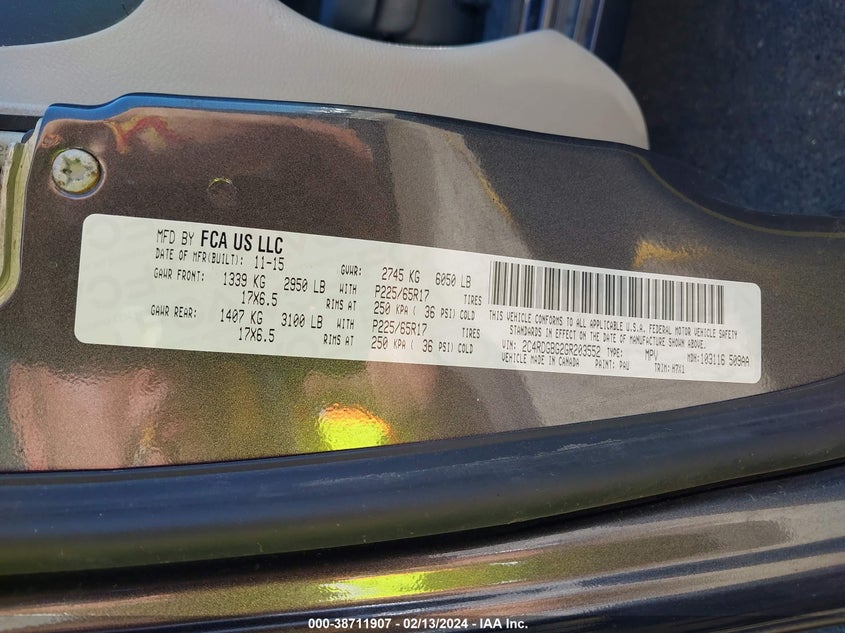 MFD BY FCA US LLC
DATE OF MFR(BUILT): 11-15 GVWR: 2745 KG 6050 LB
GAWR FRONT: 1339 KG 2950 LB WITH P225/65R17 TIRES
17X6.5 RIMS AT 250 KPA ( 36 PSI) COLD
GAWR REAR: 1407 KG 3100 LB WITH P225/65R17 TIRES
17X6.5 RIMS AT 250 KPA ( 36 PSI) COLD
THIS VEHICLE CONFORMS TO ALL APPLICABLE U.S.A. FEDERAL MOTOR VEHICLE SAFETY
STANDARDS IN EFFECT ON THE DATE OF MANUFACTURE SHOWN ABOVE
VIN: 2C4RDGBG2GR203552 TYPE: MPV MDH: 103116 509AA
VEHICLE MADE IN CANADA PAINT: PAU TRIM: H7X1
000-38711907 - 02/13/2024 - IAA Inc.